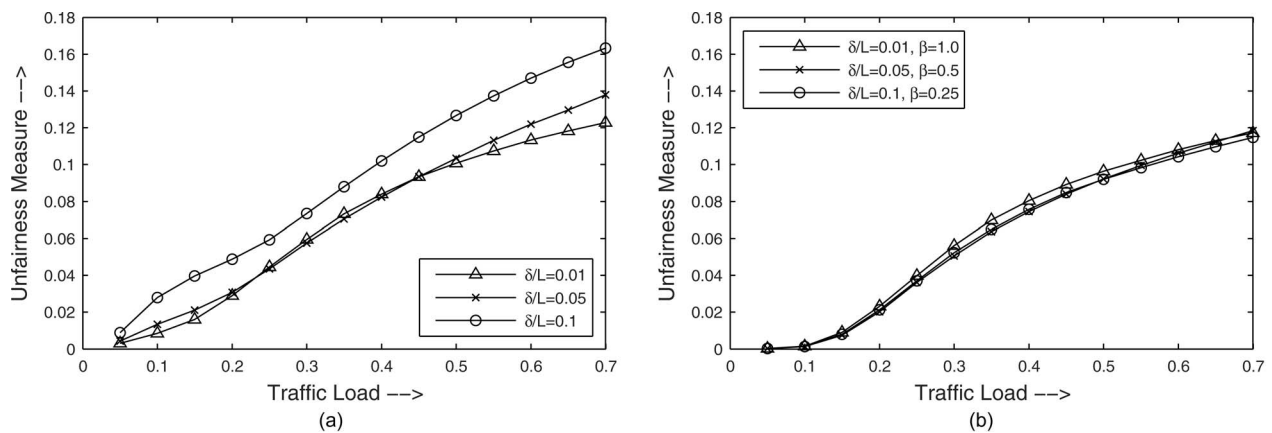 0.18
0.16
0.14
0.12
0.1
0.08
0.06
0.04
0.02
0
Unfairness Measure -->
0 0.1 0.2 0.3 0.4 0.5 0.6 0.7
Traffic Load -->
δ/L=0.01
δ/L=0.05
δ/L=0.1
(a)
0.18
0.16
0.14
0.12
0.1
0.08
0.06
0.04
0.02
0
Unfairness Measure -->
0 0.1 0.2 0.3 0.4 0.5 0.6 0.7
Traffic Load -->
δ/L=0.01, β=1.0
δ/L=0.05, β=0.5
δ/L=0.1, β=0.25
(b)